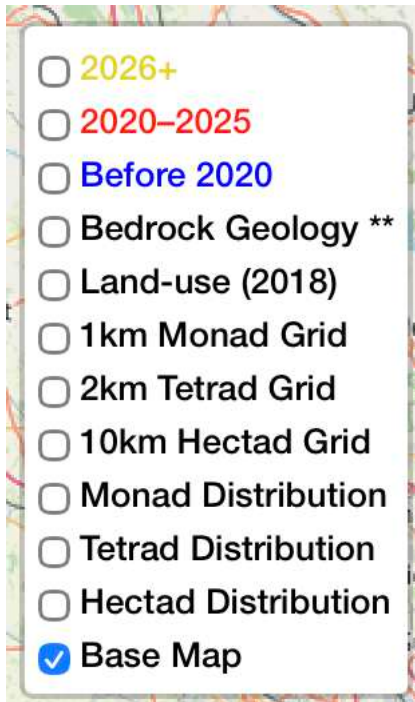 2026+
2020–2025
Before 2020
Bedrock Geology **
Land-use (2018)
1km Monad Grid
2km Tetrad Grid
10km Hectad Grid
Monad Distribution
Tetrad Distribution
Hectad Distribution
Base Map